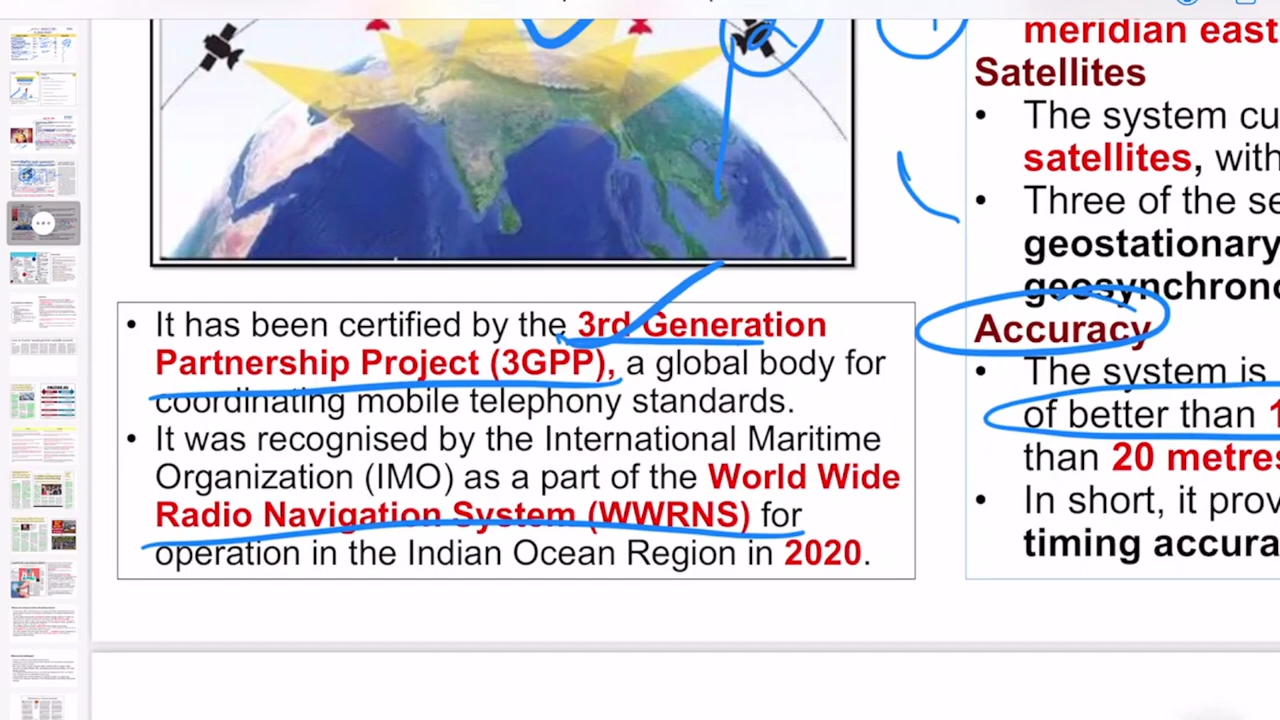 It has been certified by the 3rd Generation
Partnership Project (3GPP), a global body for
coordinating mobile telephony standards.
It was recognised by the International Maritime
Organization (IMO) as a part of the World Wide
Radio Navigation System (WWRNS) for
operation in the Indian Ocean Region in 2020.
meridian east
Satellites
The system cu
satellites, with
Three of the se
geostationary
geosynchrono
Accuracy
The system is
of better than 1
than 20 metres
In short, it prov
timing accura